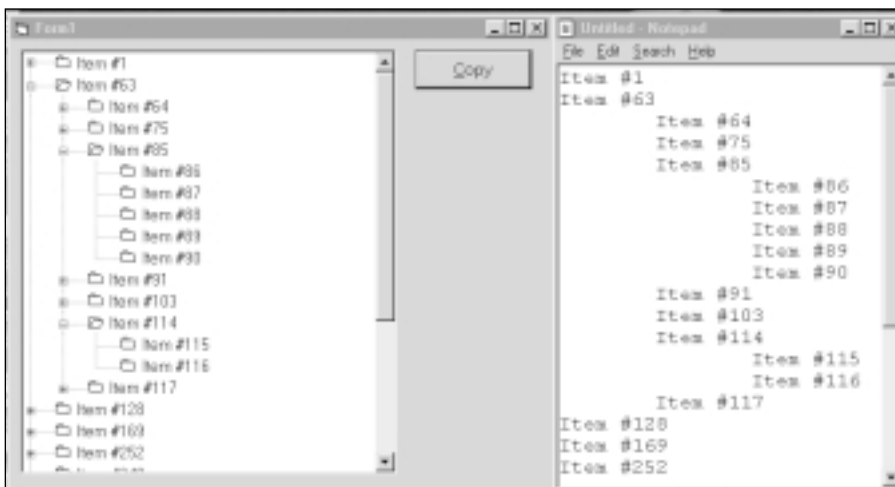 Form1
Item #1
Item #63
Item #64
Item #75
Item #85
Item #86
Item #87
Item #88
Item #89
Item #90
Item #91
Item #103
Item #114
Item #115
Item #116
Item #117
Item #128
Item #169
Item #252
Copy
Untitled - Notepad
File Edit Search Help
Item #1
Item #63
Item #64
Item #75
Item #85
Item #86
Item #87
Item #88
Item #89
Item #90
Item #91
Item #103
Item #114
Item #115
Item #116
Item #117
Item #128
Item #169
Item #252